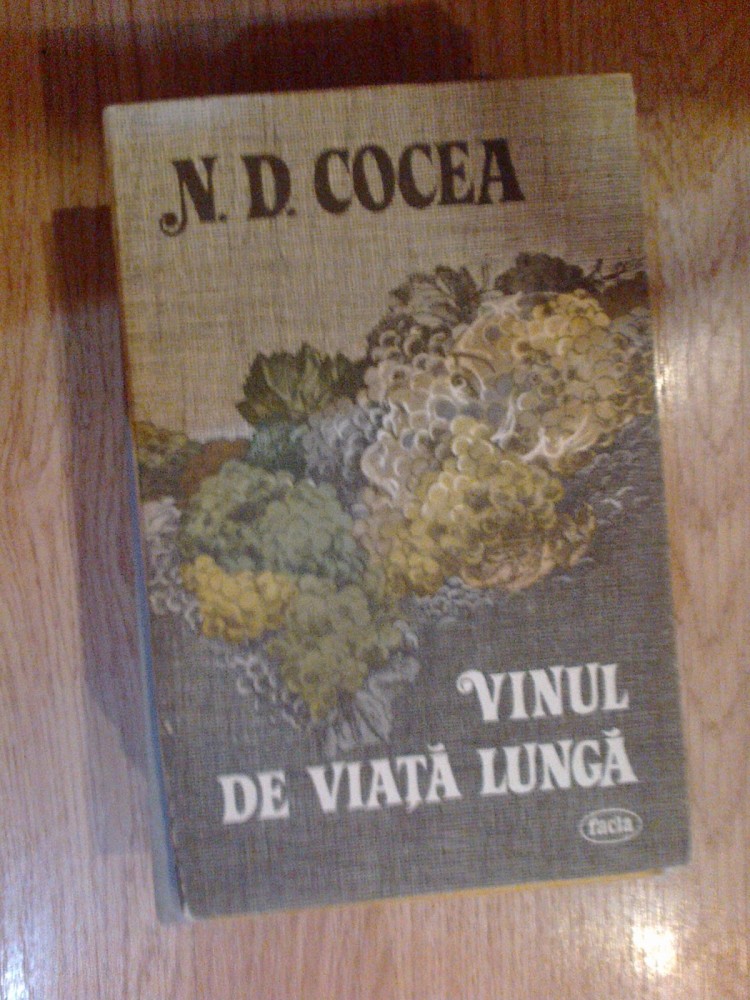 N. D. COCEA
VINUL
DE VIAȚĂ LUNGĂ
facla